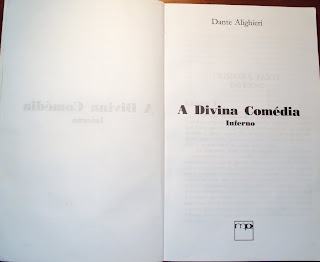 Dante Alighieri
A Divina Comédia
Inferno
mp